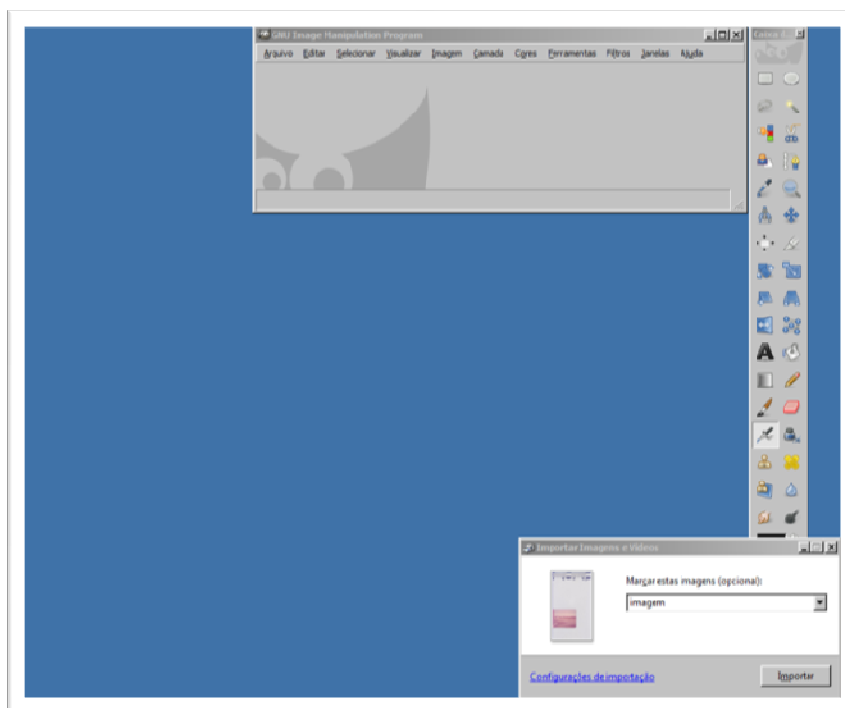 GNU Image Manipulation Program
Arquivo Editar Selecionar Visualizar Imagem Camada Cores Ferramentas Filtros Janelas Ajuda
Importar Imagens e Vídeos
Marcar estas imagens (opcional):
imagem
Configurações de importação
Importar